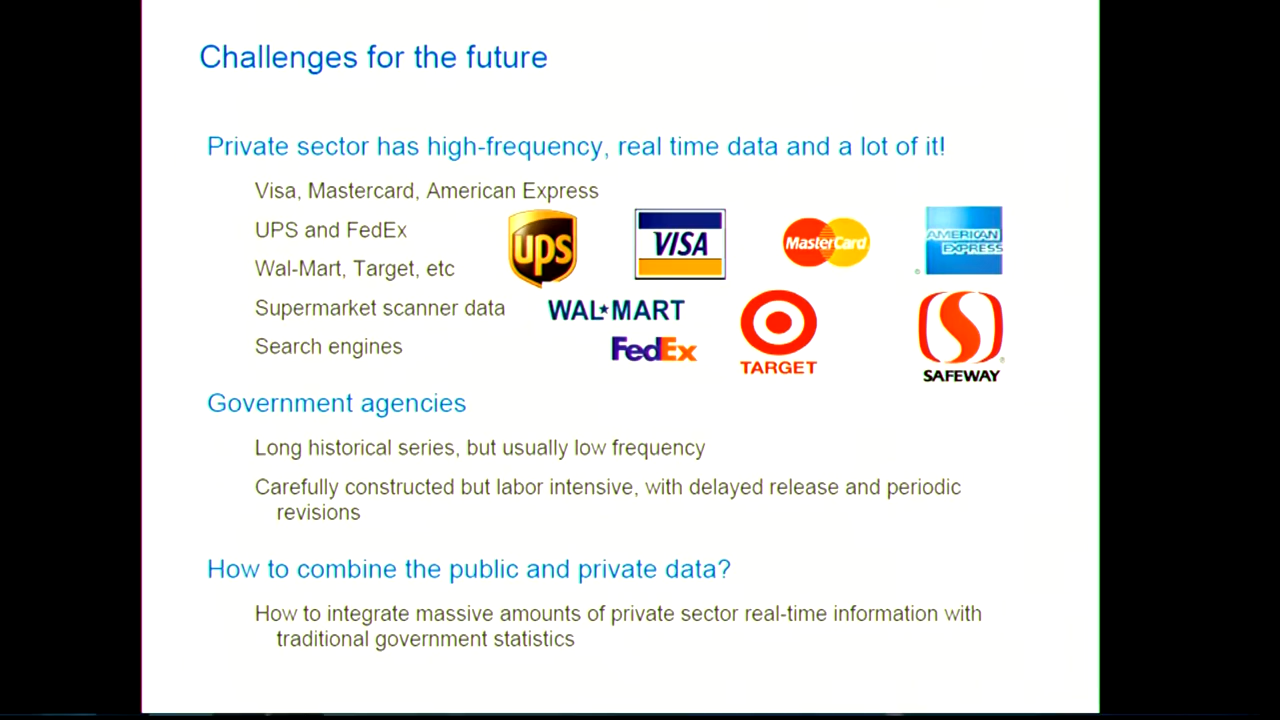 Challenges for the future
Private sector has high-frequency, real time data and a lot of it!
Visa, Mastercard, American Express
UPS and FedEx
Wal-Mart, Target, etc
Supermarket scanner data
Search engines
ups
VISA
MasterCard
AMERICAN
EXPRESS
WAL★MART
FedEx
TARGET
SAFEWAY
Government agencies
Long historical series, but usually low frequency
Carefully constructed but labor intensive, with delayed release and periodic
revisions
How to combine the public and private data?
How to integrate massive amounts of private sector real-time information with
traditional government statistics